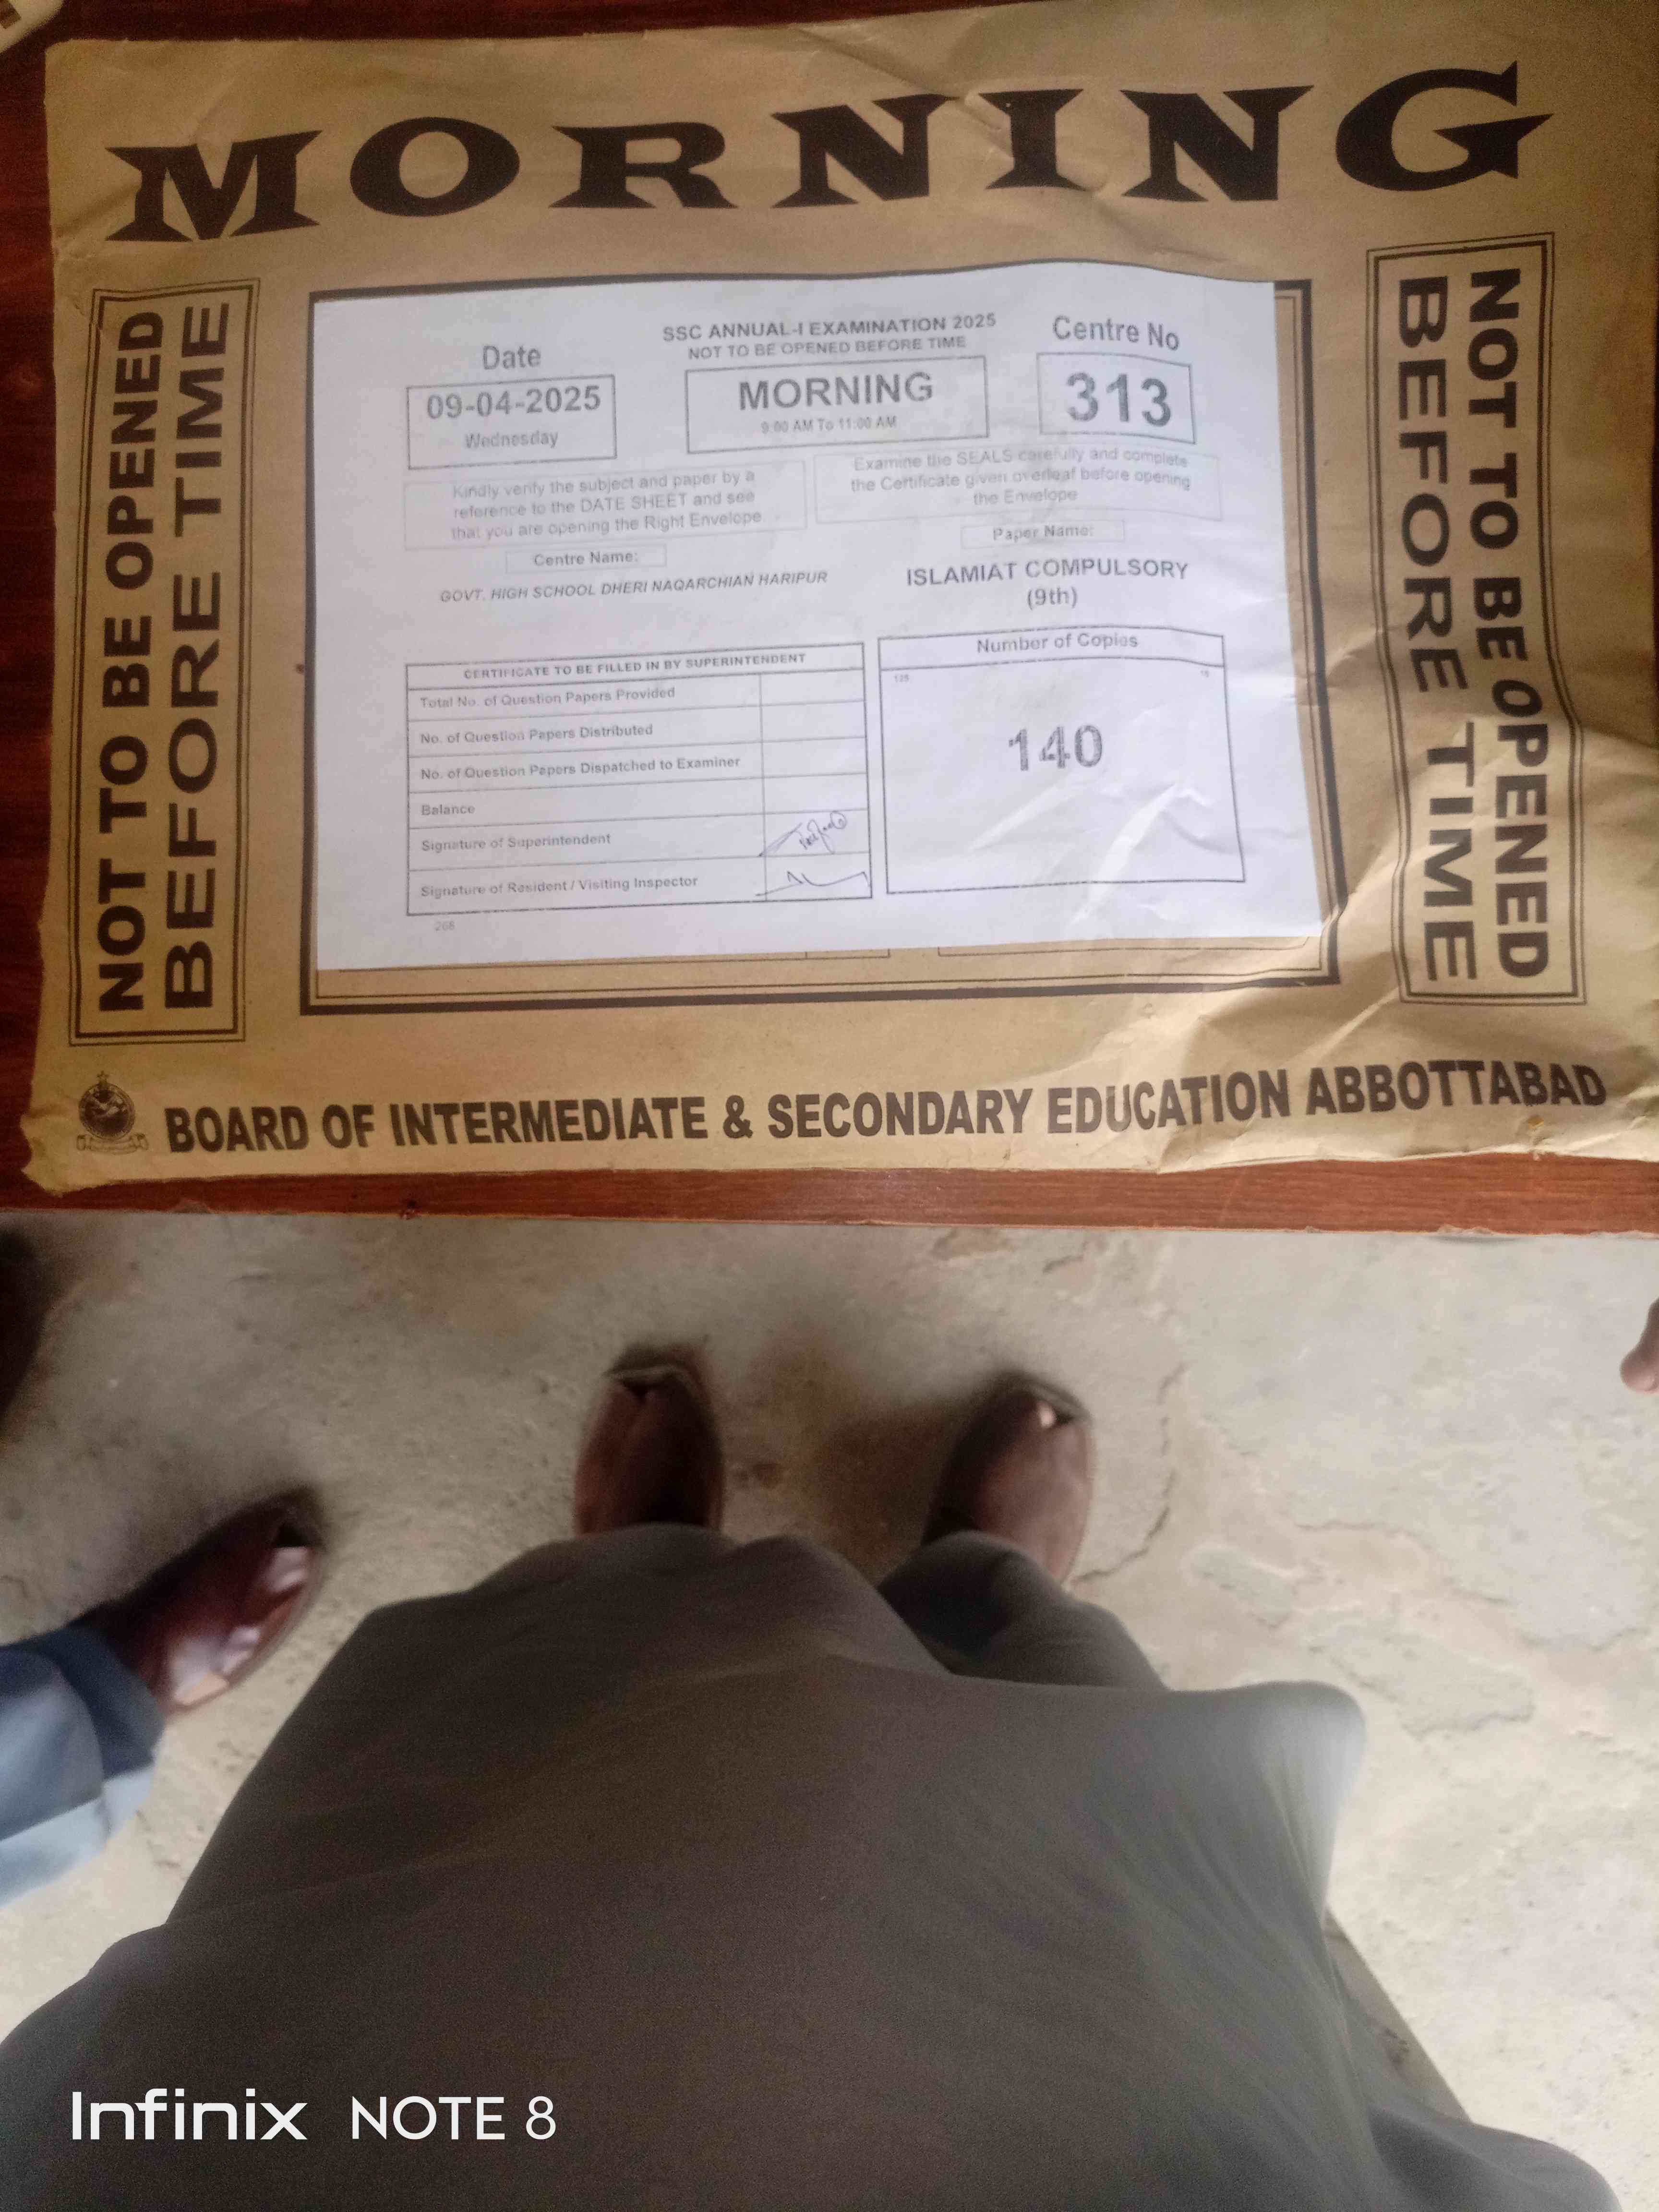 MORNING
NOT TO BE OPENED
BEFORE TIME
Date
09-04-2025
Wednesday
SSC ANNUAL-I EXAMINATION 2025
NOT TO BE OPENED BEFORE TIME
MORNING
9:00 AM To 11:00 AM
Centre No
313
Kindly verify the subject and paper by a
reference to the DATE SHEET and see
that you are opening the Right Envelope
Examine the SEALS carefully and complete
the Certificate given overleaf before opening
the Envelope
Centre Name:
GOVT. HIGH SCHOOL DHERI NAQARCHIAN HARIPUR
Paper Name:
ISLAMIAT COMPULSORY
(9th)
CERTIFICATE TO BE FILLED IN BY SUPERINTENDENT
Total No. of Question Papers Provided
No. of Question Papers Distributed
No. of Question Papers Dispatched to Examiner
Balance
Signature of Superintendent
Signature of Resident / Visiting Inspector
268
Number of Copies
125 15
140
NOT TO BE OPENED
BEFORE TIME
BOARD OF INTERMEDIATE & SECONDARY EDUCATION ABBOTTABAD
Infinix NOTE 8